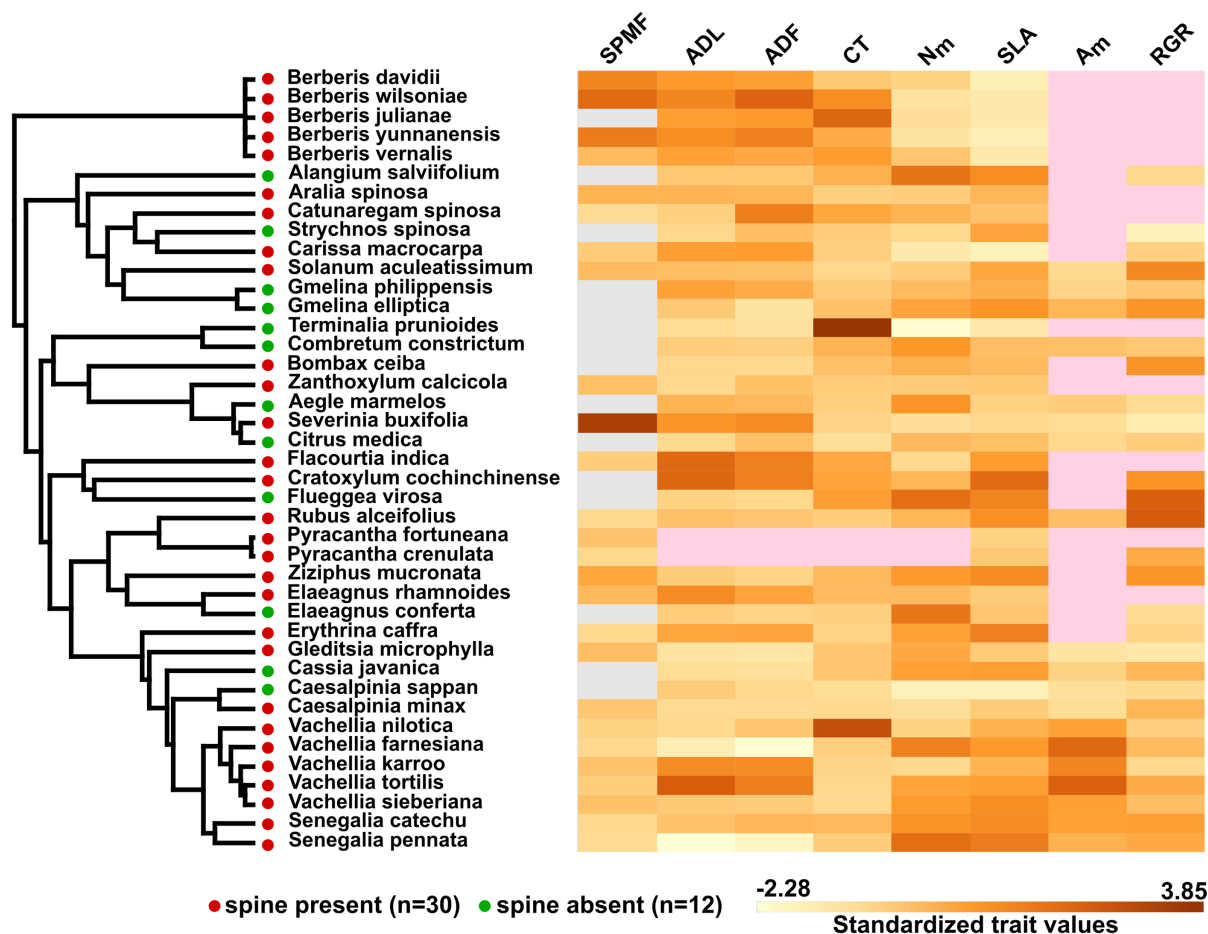 SPMF ADL ADF CT Nm SLA Am RGR
Berberis davidii
Berberis wilsoniae
Berberis julianae
Berberis yunnanensis
Berberis vernalis
Alangium salviifolium
Aralia spinosa
Catunaregam spinosa
Strychnos spinosa
Carissa macrocarpa
Solanum aculeatissimum
Gmelina philippensis
Gmelina elliptica
Terminalia prunioides
Combretum constrictum
Bombax ceiba
Zanthoxylum calcicola
Aegle marmelos
Severinia buxifolia
Citrus medica
Flacourtia indica
Cratoxylum cochinchinense
Flueggea virosa
Rubus alceifolius
Pyracantha fortuneana
Pyracantha crenulata
Ziziphus mucronata
Elaeagnus rhamnoides
Elaeagnus conferta
Erythrina caffra
Gleditsia microphylla
Cassia javanica
Caesalpinia sappan
Caesalpinia minax
Vachellia nilotica
Vachellia farnesiana
Vachellia karroo
Vachellia tortilis
Vachellia sieberiana
Senegalia catechu
Senegalia pennata
-2.28 3.85
spine present (n=30) spine absent (n=12)
Standardized trait values